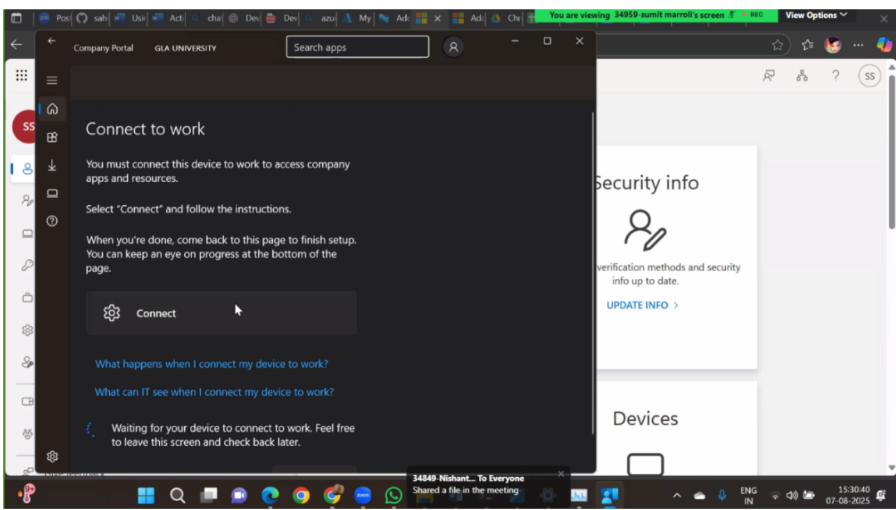 Pos
sah
Usir
Acti
cha
Dev
Dev
azu
My
Adi
Adi
Chr
You are viewing 34959-sumit marroli's screen
REC
View Options
Company Portal
GLA UNIVERSITY
Search apps
SS
SS
Connect to work
You must connect this device to work to access company
apps and resources.
Select "Connect" and follow the instructions.
When you're done, come back to this page to finish setup.
You can keep an eye on progress at the bottom of the
page.
Connect
What happens when I connect my device to work?
What can IT see when I connect my device to work?
Waiting for your device to connect to work. Feel free
to leave this screen and check back later.
Security info
verification methods and security
info up to date.
UPDATE INFO >
Devices
34849-Nishant... To Everyone
Shared a file in the meeting
ENG
IN
15:30:40
07-08-2025